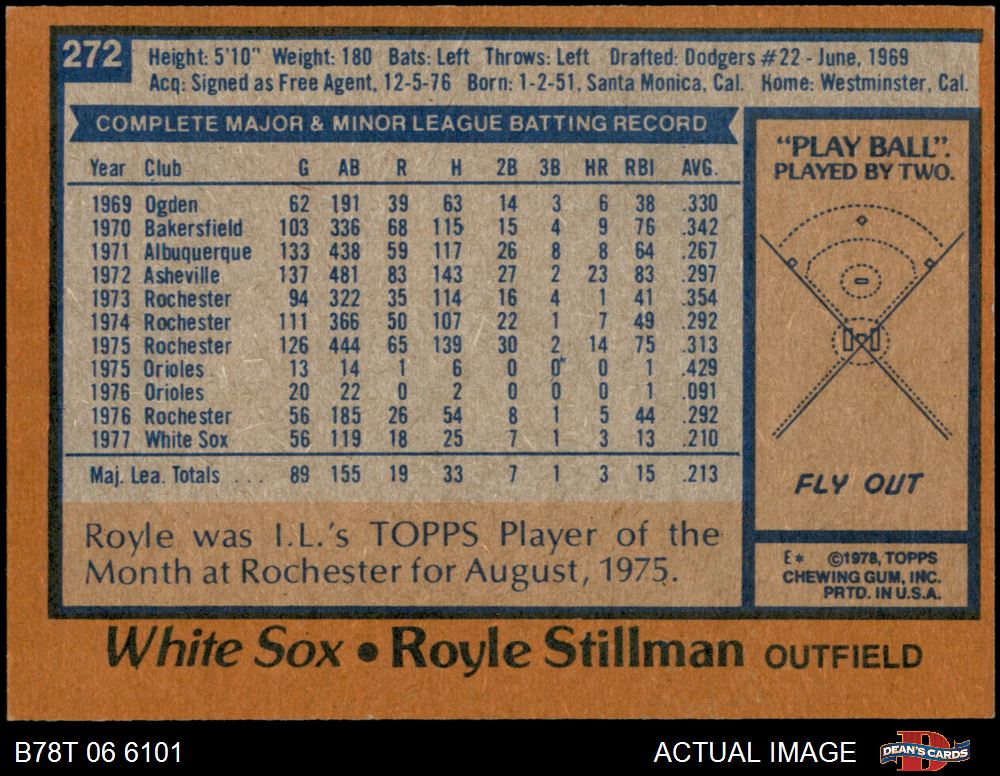 272
Height: 5'10" Weight: 180 Bats: Left Throws: Left Drafted: Dodgers #22 - June, 1969
Acq: Signed as Free Agent, 12-5-76 Born: 1-2-51, Santa Monica, Cal. Home: Westminster, Cal.
COMPLETE MAJOR & MINOR LEAGUE BATTING RECORD
Year Club G AB R H 2B 3B HR RBI AVG.
1969 Ogden 62 191 39 63 14 3 6 38 .330
1970 Bakersfield 103 336 68 115 15 4 9 76 .342
1971 Albuquerque 133 438 59 117 26 8 8 64 .267
1972 Asheville 137 481 83 143 27 2 23 83 .297
1973 Rochester 94 322 35 114 16 4 1 41 .354
1974 Rochester 111 366 50 107 22 1 7 49 .292
1975 Rochester 126 444 65 139 30 2 14 75 .313
1975 Orioles 13 14 1 6 0 0 0 1 .429
1976 Orioles 20 22 0 2 0 0 0 1 .091
1976 Rochester 56 185 26 54 8 1 5 44 .292
1977 White Sox 56 119 18 25 7 1 3 13 .210
Maj. Lea. Totals . . . 89 155 19 33 7 1 3 15 .213
Royle was I.L.'s TOPPS Player of the
Month at Rochester for August, 1975.
"PLAY BALL".
PLAYED BY TWO.
FLY OUT
E* ©1978, TOPPS
CHEWING GUM, INC.
PRTD. IN U.S.A.
White Sox • Royle Stillman OUTFIELD
B78T 06 6101
ACTUAL IMAGE
DEAN'S CARDS